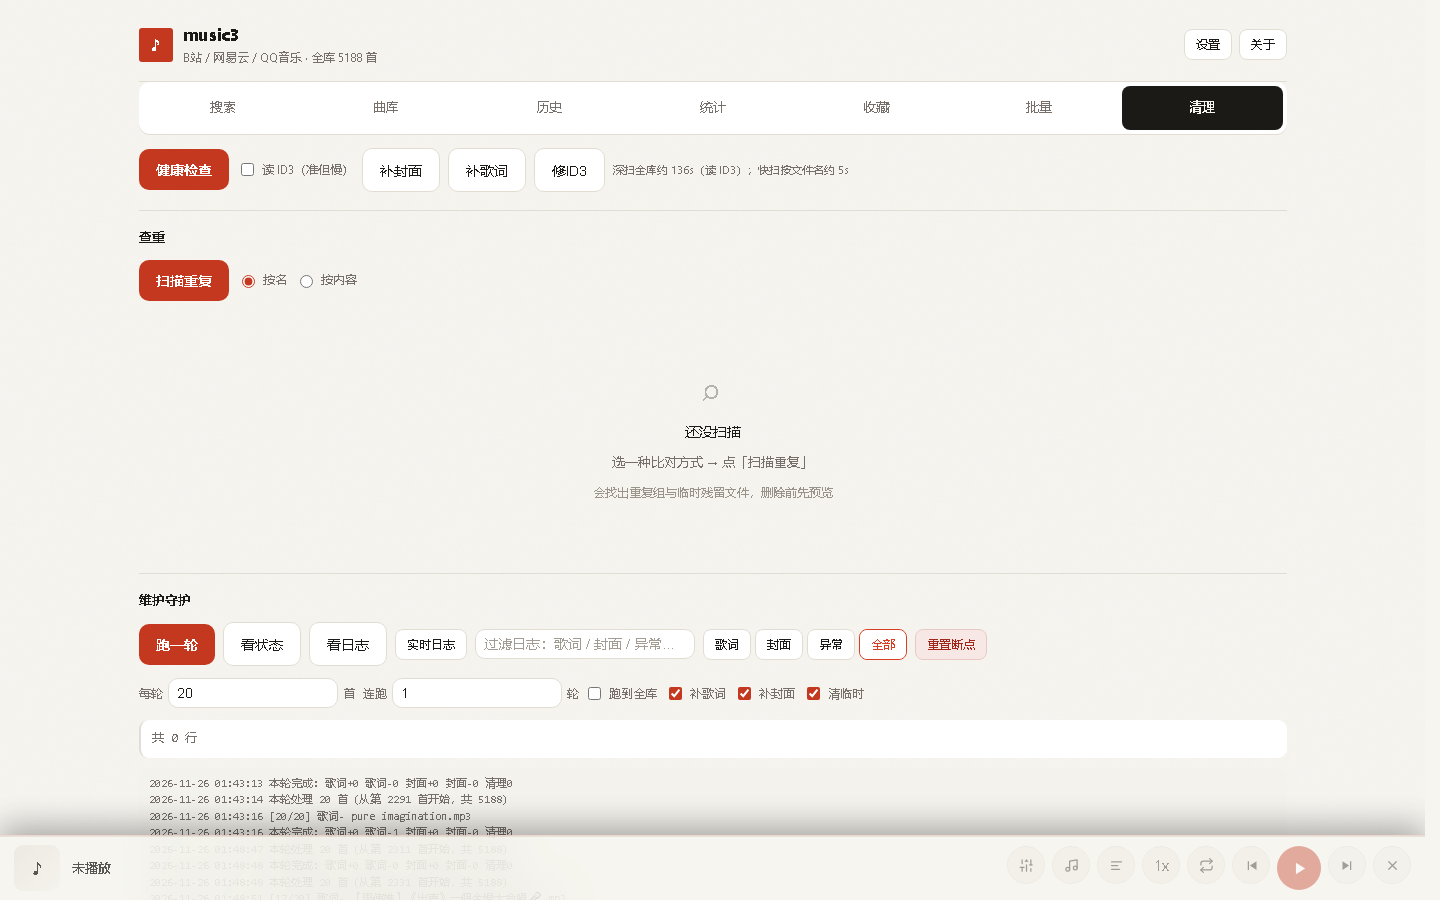 music3
B站 / 网易云 / QQ音乐 · 全库 5188 首
设置
关于
搜索
曲库
历史
统计
收藏
批量
清理
健康检查
读 ID3（准但慢）
补封面
补歌词
修ID3
深扫全库约 136s（读 ID3）；快扫按文件名约 5s
查重
扫描重复
按名
按内容
还没扫描
选一种比对方式 → 点「扫描重复」
会找出重复组与临时残留文件，删除前先预览
维护守护
跑一轮
看状态
看日志
实时日志
过滤日志：歌词 / 封面 / 异常…
歌词
封面
异常
全部
重置断点
每轮 20 首 连跑 1 轮 跑到全库 补歌词 补封面 清临时
共 0 行
2026-11-26 01:43:13 本轮完成: 歌词+0 歌词-0 封面+0 封面-0 清理0
2026-11-26 01:43:14 本轮处理 20 首 (从第 2291 首开始, 共 5188)
2026-11-26 01:43:16 [20/20] 歌词- pure imagination.mp3
2026-11-26 01:43:16 本轮完成: 歌词+0 歌词-1 封面+0 封面-0 清理0
未播放
1x